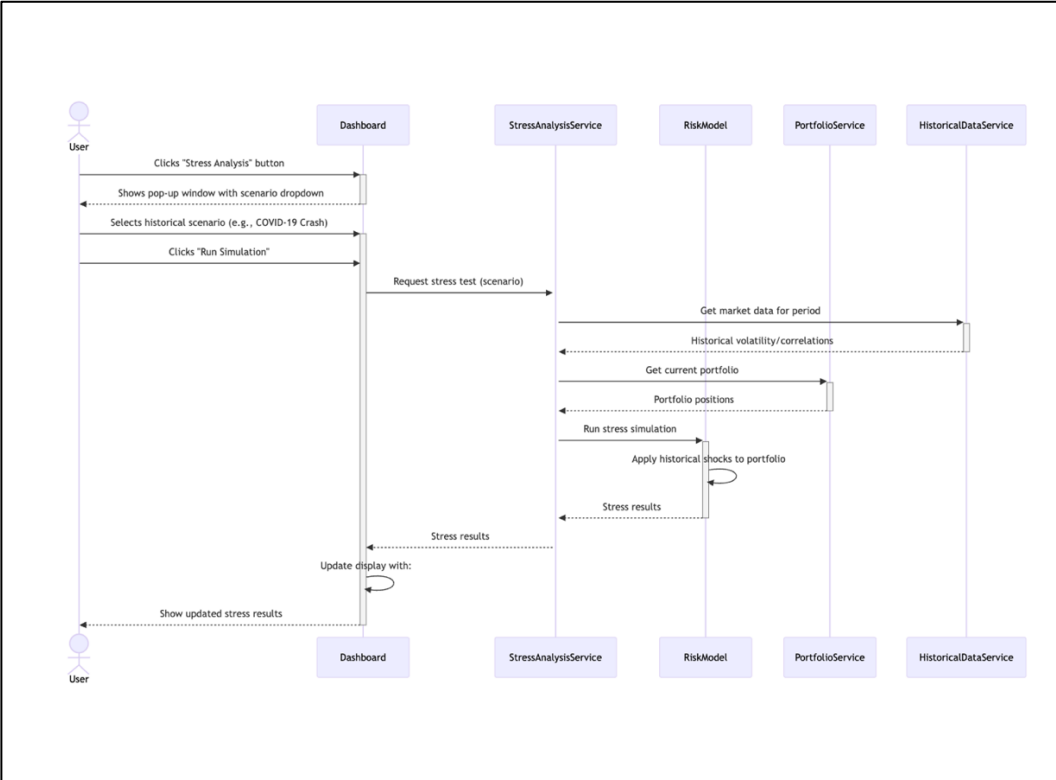 User
Dashboard
StressAnalysisService
RiskModel
PortfolioService
HistoricalDataService
Clicks "Stress Analysis" button
Shows pop-up window with scenario dropdown
Selects historical scenario (e.g., COVID-19 Crash)
Clicks "Run Simulation"
Request stress test (scenario)
Get market data for period
Historical volatility/correlations
Get current portfolio
Portfolio positions
Run stress simulation
Apply historical shocks to portfolio
Stress results
Stress results
Update display with:
Show updated stress results
User
Dashboard
StressAnalysisService
RiskModel
PortfolioService
HistoricalDataService